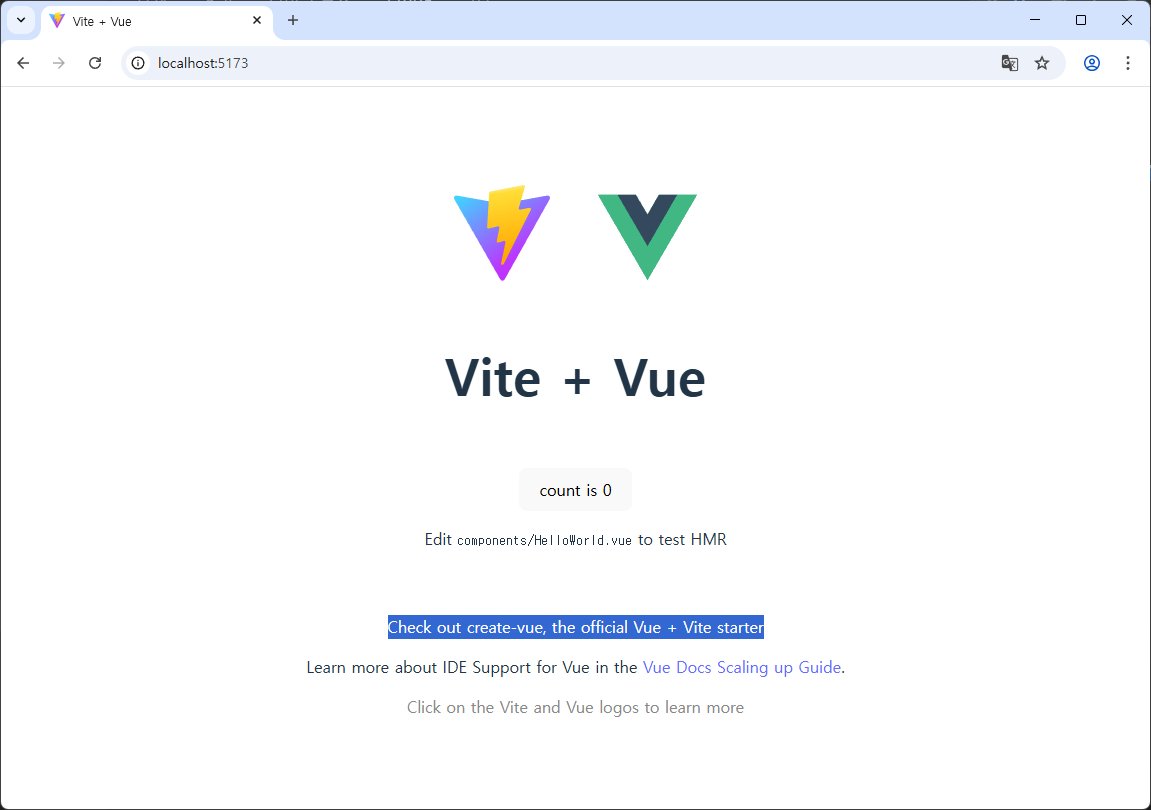 Vite + Vue
localhost:5173
Vite + Vue
count is 0
Edit components/HelloWorld.vue to test HMR
Check out create-vue, the official Vue + Vite starter
Learn more about IDE Support for Vue in the Vue Docs Scaling up Guide.
Click on the Vite and Vue logos to learn more